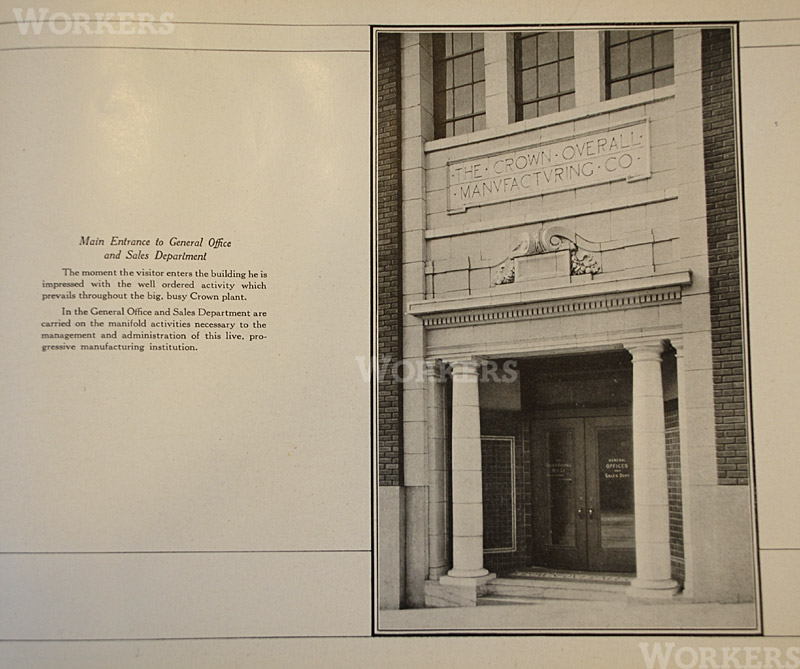 WORKERS
Main Entrance to General Office
and Sales Department
The moment the visitor enters the building he is
impressed with the well ordered activity which
prevails throughout the big, busy Crown plant.
In the General Office and Sales Department are
carried on the manifold activities necessary to the
management and administration of this live, pro-
gressive manufacturing institution.
·THE·CROWN·OVERALL·
·MANVFACTVRING·CO·
WORKERS
GENERAL
OFFICES
SALES DEPT
WORKERS